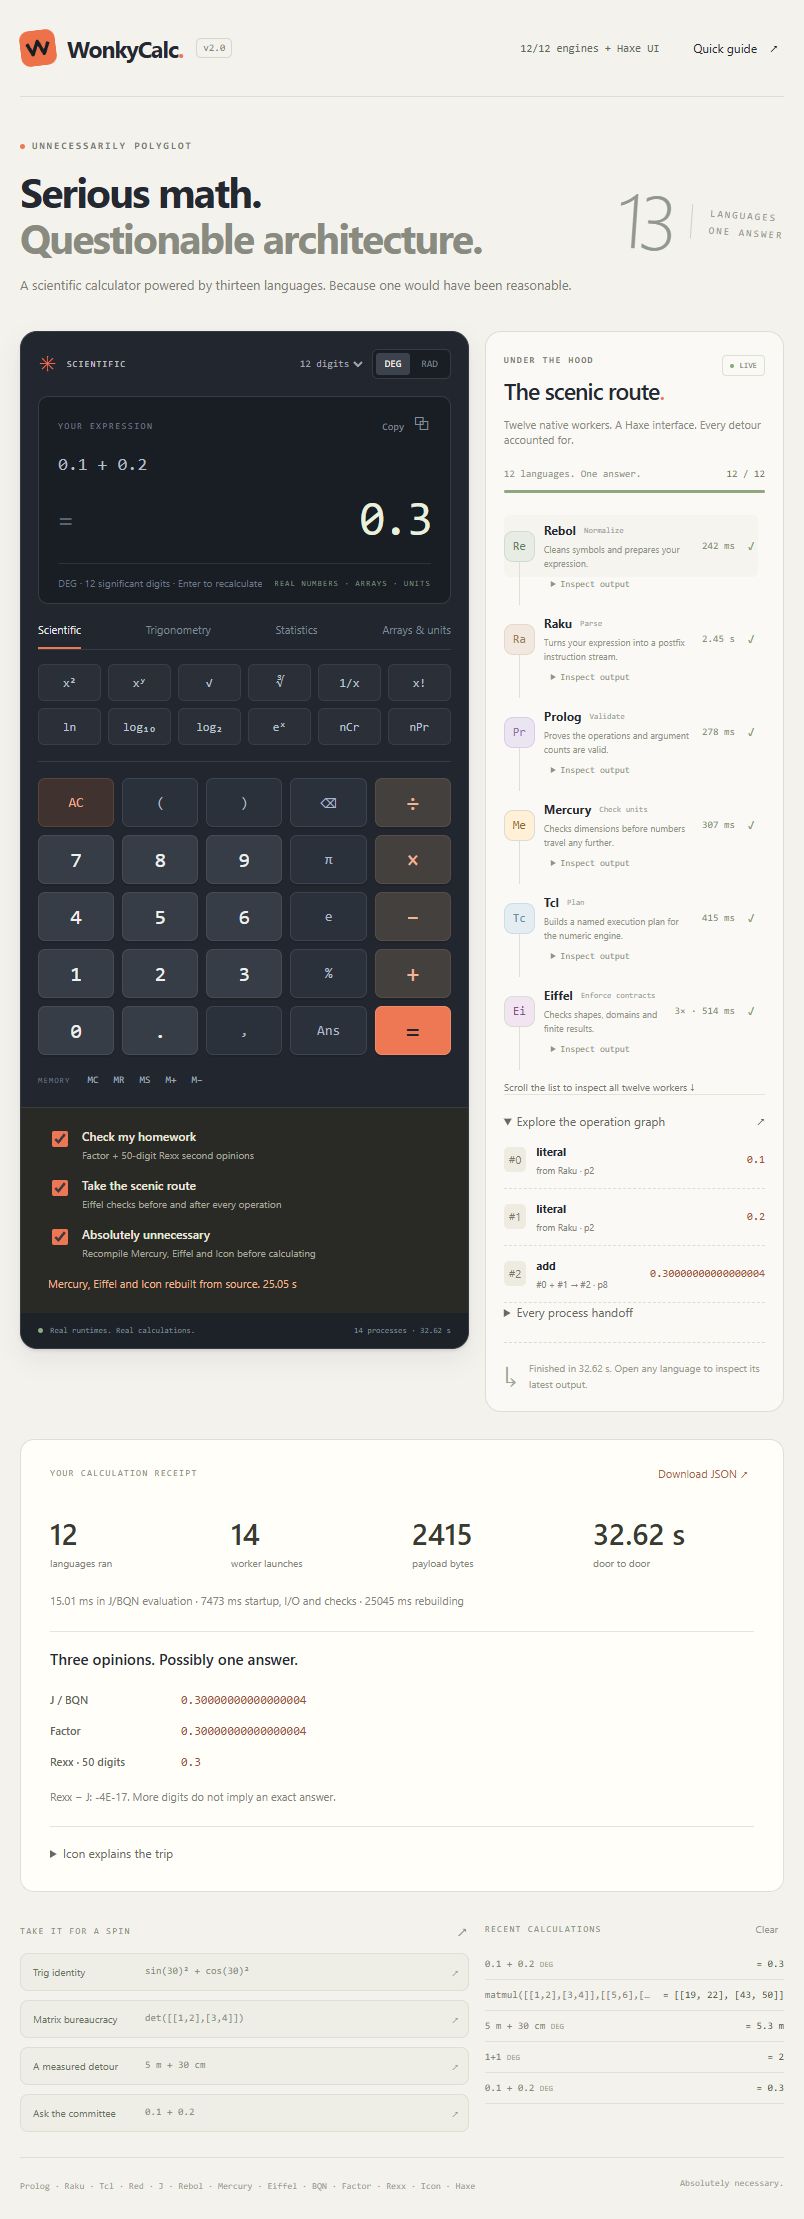 WonkyCalc. v2.0
12/12 engines + Haxe UI
Quick guide ↗
UNNECESSARILY POLYGLOT
Serious math.
Questionable architecture.
13
LANGUAGES
ONE ANSWER
A scientific calculator powered by thirteen languages. Because one would have been reasonable.
SCIENTIFIC
12 digits
DEG RAD
YOUR EXPRESSION
Copy
0.1 + 0.2
= 0.3
DEG · 12 significant digits · Enter to recalculate
REAL NUMBERS · ARRAYS · UNITS
Scientific Trigonometry Statistics Arrays & units
x² xʸ √ ∜ 1/x x!
ln log₁₀ log₂ eˣ nCr nPr
AC ( ) ⌫ ÷
7 8 9 π ×
4 5 6 e −
1 2 3 % +
0 . , Ans =
MEMORY MC MR MS M+ M−
Check my homework
Factor + 50-digit Rexx second opinions
Take the scenic route
Eiffel checks before and after every operation
Absolutely unnecessary
Recompile Mercury, Eiffel and Icon before calculating
Mercury, Eiffel and Icon rebuilt from source. 25.05 s
Real runtimes. Real calculations.
14 processes · 32.62 s
UNDER THE HOOD
LIVE
The scenic route.
Twelve native workers. A Haxe interface. Every detour
accounted for.
12 languages. One answer. 12 / 12
Re
Rebol Normalize
Cleans symbols and prepares your
expression.
242 ms ✓
▶ Inspect output
Ra
Raku Parse
Turns your expression into a postfix
instruction stream.
2.45 s ✓
▶ Inspect output
Pr
Prolog Validate
Proves the operations and argument
counts are valid.
278 ms ✓
▶ Inspect output
Me
Mercury Check units
Checks dimensions before numbers
travel any further.
307 ms ✓
▶ Inspect output
Tc
Tcl Plan
Builds a named execution plan for
the numeric engine.
415 ms ✓
▶ Inspect output
Ei
Eiffel Enforce contracts
Checks shapes, domains and
finite results.
3× · 514 ms ✓
▶ Inspect output
Scroll the list to inspect all twelve workers ↓
▼ Explore the operation graph ↗
#0 literal 0.1
from Raku · p2
#1 literal 0.2
from Raku · p2
#2 add 0.30000000000000004
#0 + #1 → #2 · p8
▶ Every process handoff
↳ Finished in 32.62 s. Open any language to inspect its
latest output.
YOUR CALCULATION RECEIPT
Download JSON ↗
12 14 2415 32.62 s
languages ran worker launches payload bytes door to door
15.01 ms in J/BQN evaluation · 7473 ms startup, I/O and checks · 25045 ms rebuilding
Three opinions. Possibly one answer.
J / BQN 0.30000000000000004
Factor 0.30000000000000004
Rexx · 50 digits 0.3
Rexx − J: -4E-17. More digits do not imply an exact answer.
▶ Icon explains the trip
TAKE IT FOR A SPIN ↗
Trig identity sin(30)² + cos(30)² ↗
Matrix bureaucracy det([[1,2],[3,4]]) ↗
A measured detour 5 m + 30 cm ↗
Ask the committee 0.1 + 0.2 ↗
RECENT CALCULATIONS Clear
0.1 + 0.2 DEG = 0.3
matmul([[1,2],[3,4]],[[5,6],[… = [[19, 22], [43, 50]]
5 m + 30 cm DEG = 5.3 m
1+1 DEG = 2
0.1 + 0.2 DEG = 0.3
Prolog · Raku · Tcl · Red · J · Rebol · Mercury · Eiffel · BQN · Factor · Rexx · Icon · Haxe
Absolutely necessary.